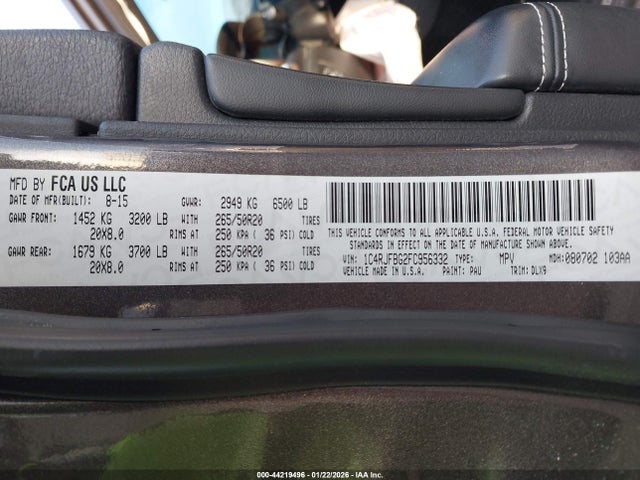 MFD BY FCA US LLC
DATE OF MFR(BUILT): 8-15 GVWR: 2949 KG 6500 LB
GAWR FRONT: 1452 KG 3200 LB WITH 265/50R20 TIRES
20X8.0 RIMS AT 250 KPA ( 36 PSI) COLD
GAWR REAR: 1679 KG 3700 LB WITH 265/50R20 TIRES
20X8.0 RIMS AT 250 KPA ( 36 PSI) COLD
THIS VEHICLE CONFORMS TO ALL APPLICABLE U.S.A. FEDERAL MOTOR VEHICLE SAFETY
STANDARDS IN EFFECT ON THE DATE OF MANUFACTURE SHOWN ABOVE.
VIN: 1C4RJFBG2FC956332 TYPE: MPV MDH: 080702 103AA
VEHICLE MADE IN U.S.A. PAINT: PAU TRIM: DLX9
000-44219496 - 01/22/2026 - IAA Inc.